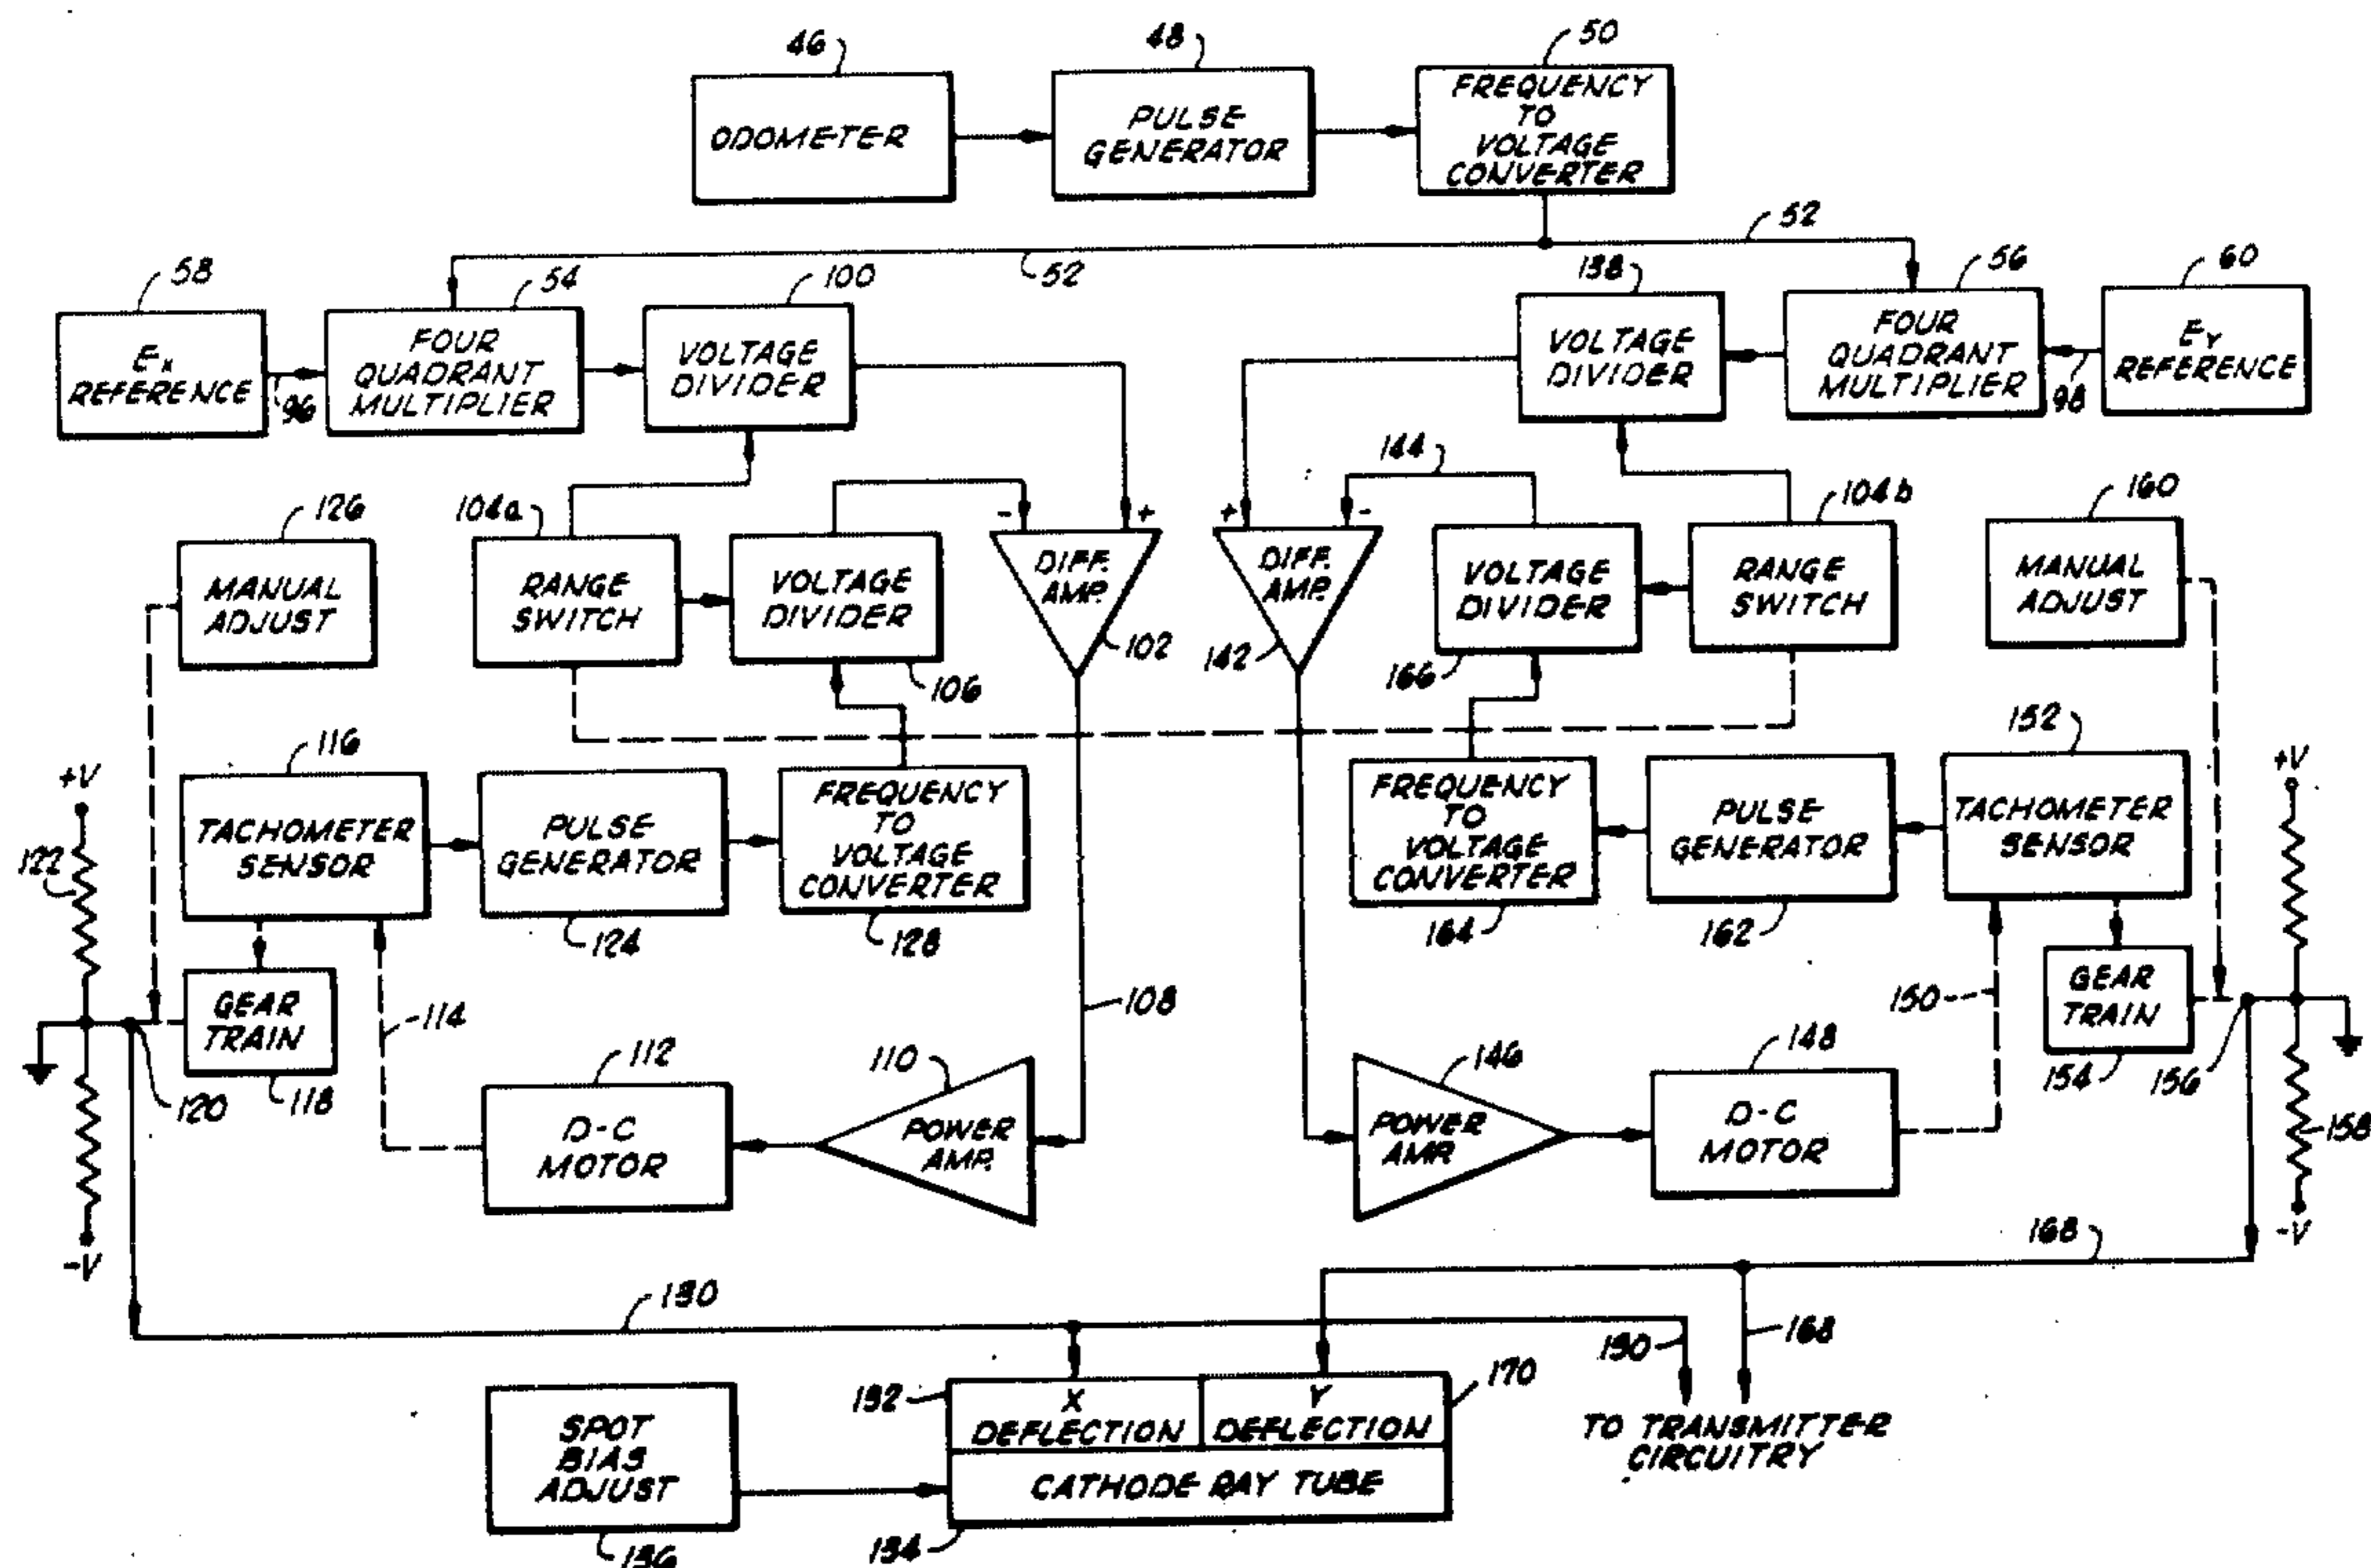 46
48
50
ODOMETER
PULSE
GENERATOR
FREQUENCY
TO
VOLTAGE
CONVERTER
52
52
58
54
100
138
56
60
EX
REFERENCE
96
FOUR
QUADRANT
MULTIPLIER
VOLTAGE
DIVIDER
VOLTAGE
DIVIDER
FOUR
QUADRANT
MULTIPLIER
98
EY
REFERENCE
126
104a
144
104b
160
MANUAL
ADJUST
RANGE
SWITCH
VOLTAGE
DIVIDER
106
- +
DIFF.
AMP.
102
+ -
DIFF.
AMP.
142
VOLTAGE
DIVIDER
166
RANGE
SWITCH
MANUAL
ADJUST
+V
122
116
TACHOMETER
SENSOR
PULSE
GENERATOR
124
FREQUENCY
TO
VOLTAGE
CONVERTER
128
FREQUENCY
TO
VOLTAGE
CONVERTER
164
PULSE
GENERATOR
162
152
TACHOMETER
SENSOR
+V
GEAR
TRAIN
118
120
114
108
150
GEAR
TRAIN
154
156
158
-V
112
D-C
MOTOR
110
POWER
AMP.
146
POWER
AMP.
148
D-C
MOTOR
-V
130
168
130
168
132
X
DEFLECTION
Y
DEFLECTION
170
TO TRANSMITTER
CIRCUITRY
SPOT
BIAS
ADJUST
136
CATHODE RAY TUBE
134